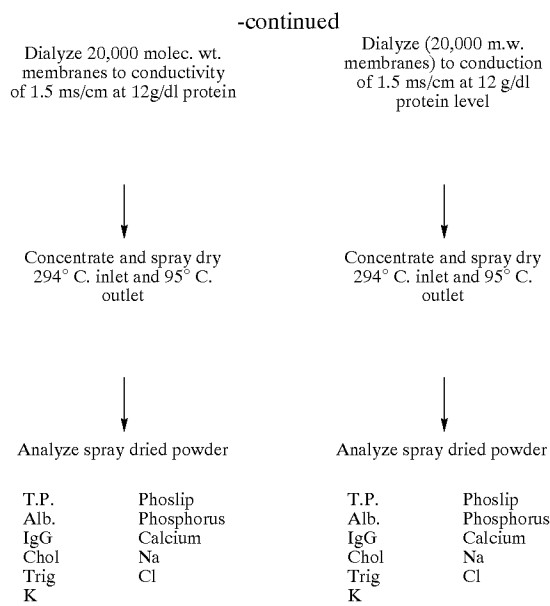 -continued
Dialyze 20,000 molec. wt.
membranes to conductivity
of 1.5 ms/cm at 12g/dl protein
Dialyze (20,000 m.w.
membranes) to conduction
of 1.5 ms/cm at 12 g/dl
protein level
Concentrate and spray dry
294° C. inlet and 95° C.
outlet
Concentrate and spray dry
294° C. inlet and 95° C.
outlet
Analyze spray dried powder
Analyze spray dried powder
T.P. Phoslip
Alb. Phosphorus
IgG Calcium
Chol Na
Trig Cl
K
T.P. Phoslip
Alb. Phosphorus
IgG Calcium
Chol Na
Trig Cl
K